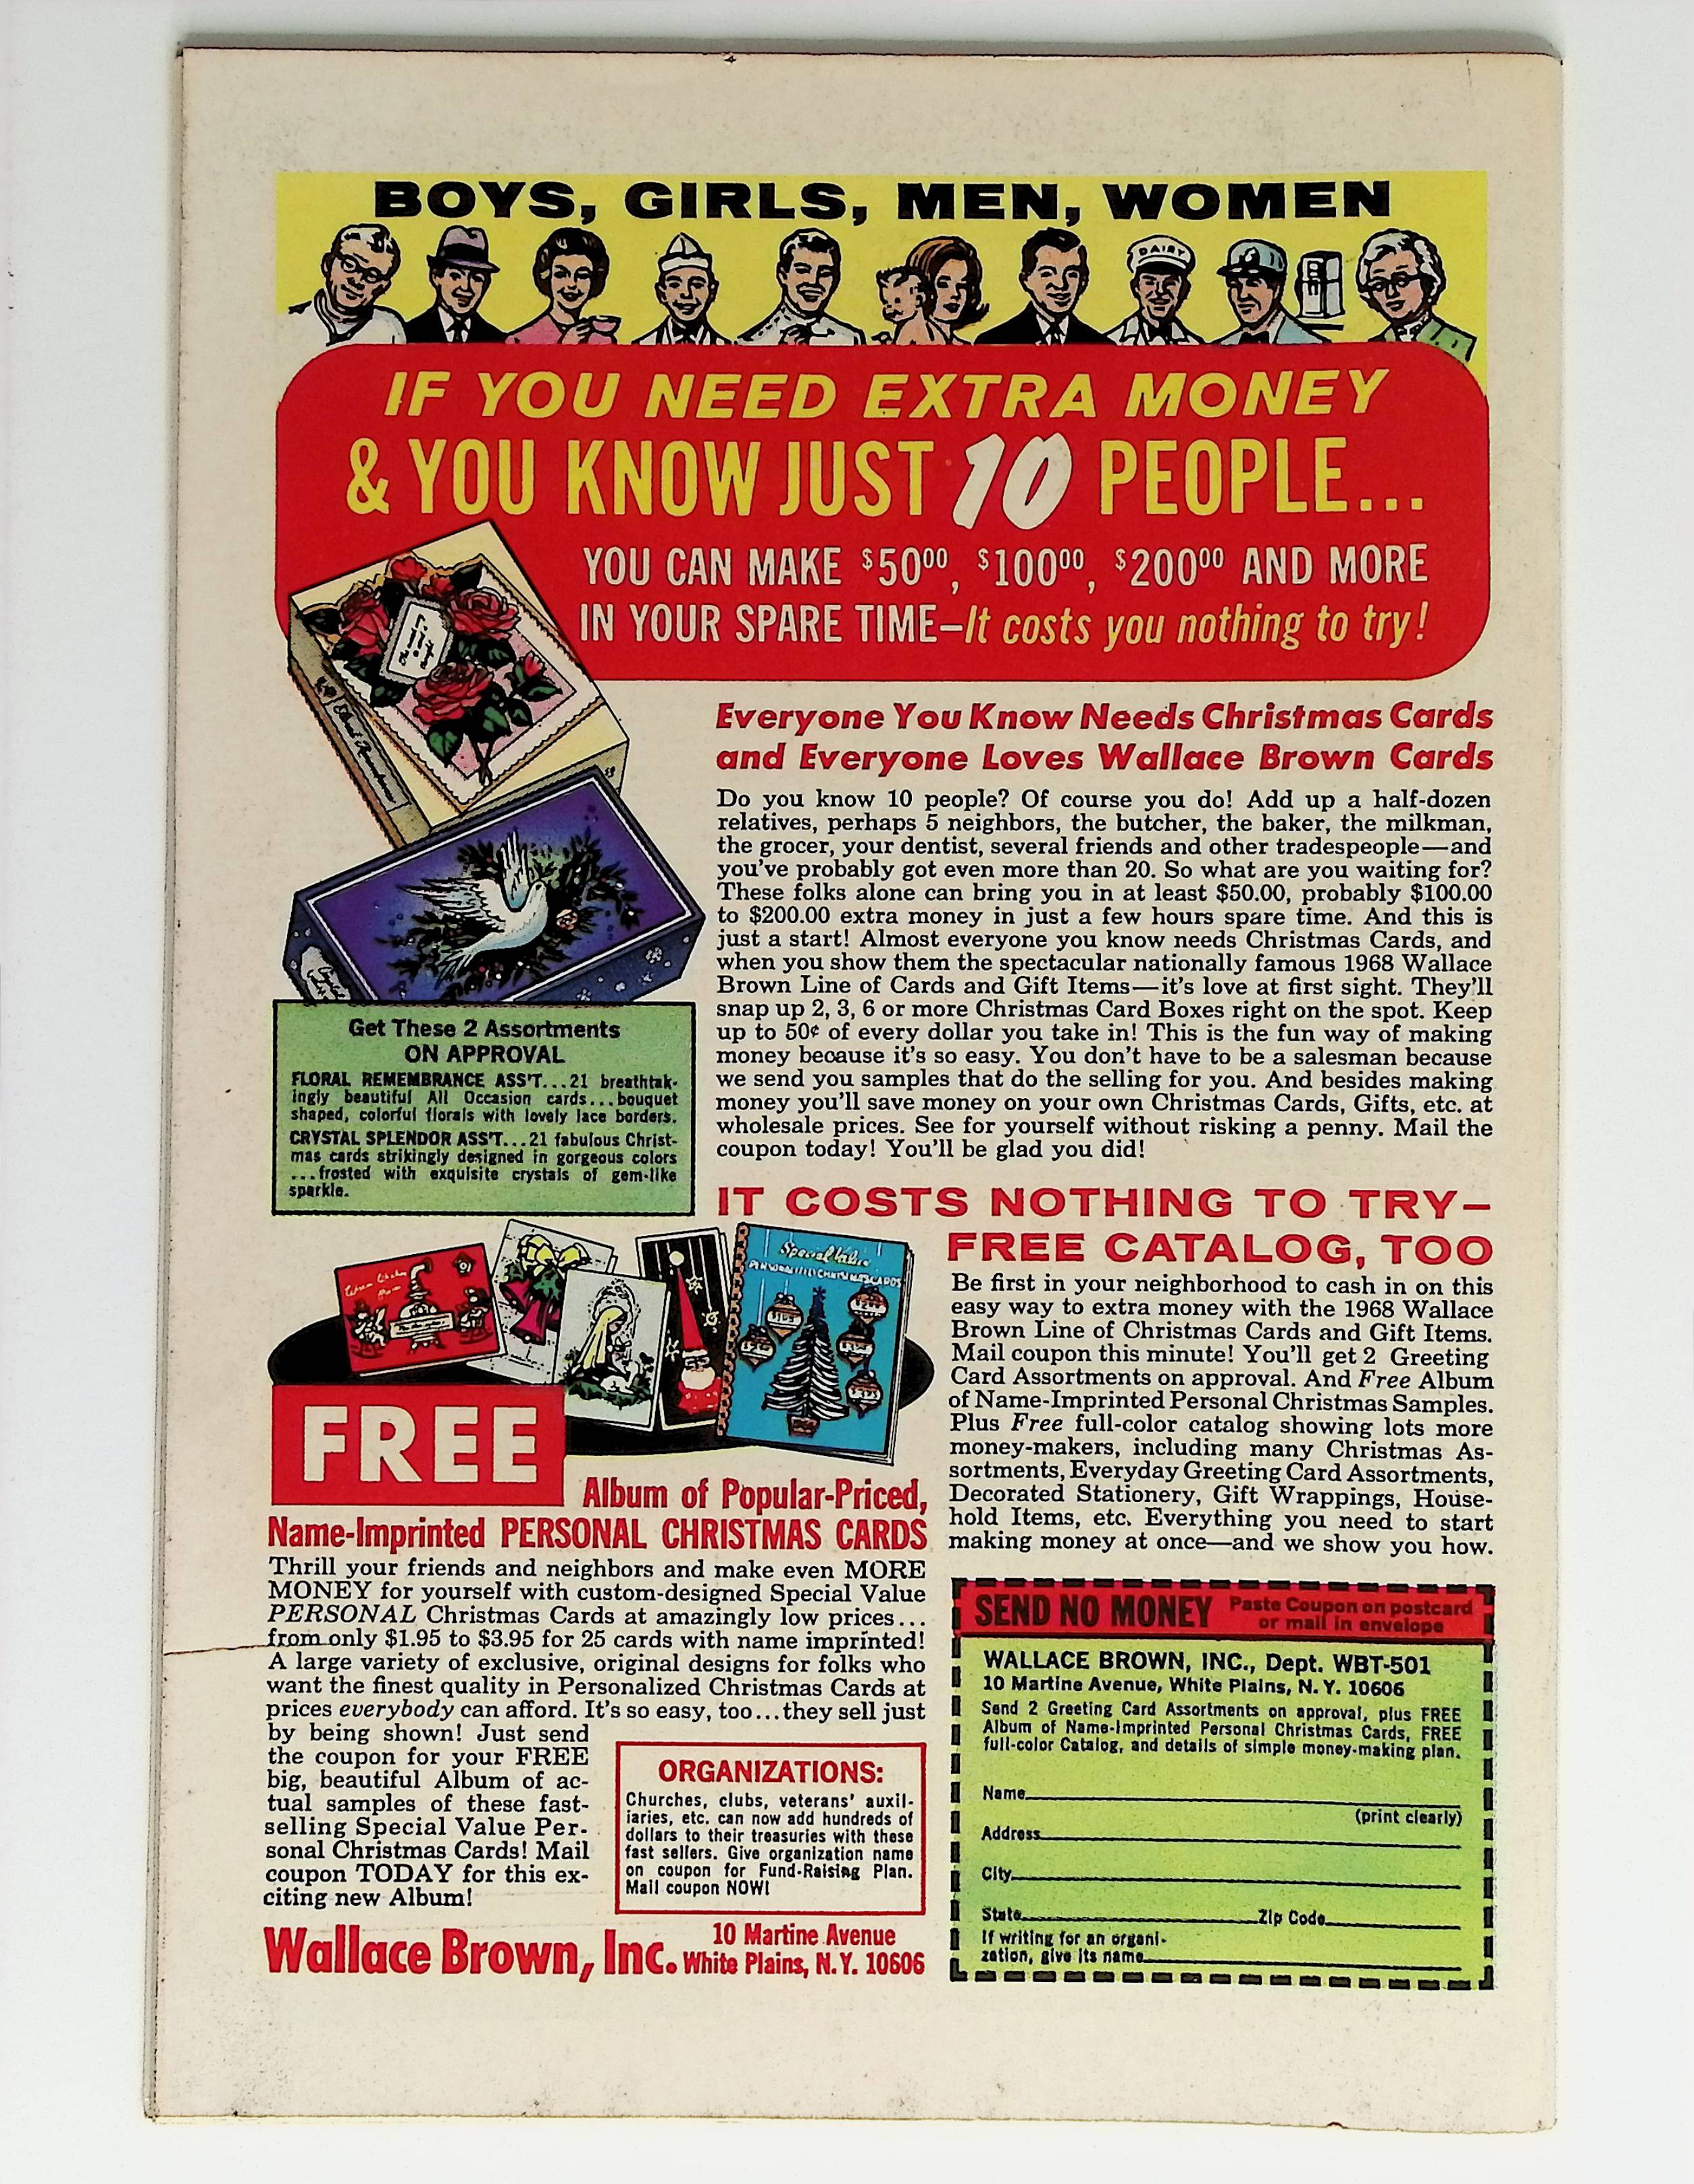 BOYS, GIRLS, MEN, WOMEN
DAIRY
IF YOU NEED EXTRA MONEY
& YOU KNOW JUST 10 PEOPLE...
YOU CAN MAKE $50⁰⁰, $100⁰⁰, $200⁰⁰ AND MORE
IN YOUR SPARE TIME—It costs you nothing to try!
Everyone You Know Needs Christmas Cards
and Everyone Loves Wallace Brown Cards
Do you know 10 people? Of course you do! Add up a half-dozen
relatives, perhaps 5 neighbors, the butcher, the baker, the milkman,
the grocer, your dentist, several friends and other tradespeople—and
you've probably got even more than 20. So what are you waiting for?
These folks alone can bring you in at least $50.00, probably $100.00
to $200.00 extra money in just a few hours spare time. And this is
just a start! Almost everyone you know needs Christmas Cards, and
when you show them the spectacular nationally famous 1968 Wallace
Brown Line of Cards and Gift Items—it's love at first sight. They'll
snap up 2, 3, 6 or more Christmas Card Boxes right on the spot. Keep
up to 50¢ of every dollar you take in! This is the fun way of making
money because it's so easy. You don't have to be a salesman because
we send you samples that do the selling for you. And besides making
money you'll save money on your own Christmas Cards, Gifts, etc. at
wholesale prices. See for yourself without risking a penny. Mail the
coupon today! You'll be glad you did!
Get These 2 Assortments
ON APPROVAL
FLORAL REMEMBRANCE ASS'T...21 breathtak-
ingly beautiful All Occasion cards...bouquet
shaped, colorful florals with lovely lace borders.
CRYSTAL SPLENDOR ASS'T...21 fabulous Christ-
mas cards strikingly designed in gorgeous colors
...frosted with exquisite crystals of gem-like
sparkle.
IT COSTS NOTHING TO TRY—
FREE CATALOG, TOO
Be first in your neighborhood to cash in on this
easy way to extra money with the 1968 Wallace
Brown Line of Christmas Cards and Gift Items.
Mail coupon this minute! You'll get 2 Greeting
Card Assortments on approval. And Free Album
of Name-Imprinted Personal Christmas Samples.
Plus Free full-color catalog showing lots more
money-makers, including many Christmas As-
sortments, Everyday Greeting Card Assortments,
Decorated Stationery, Gift Wrappings, House-
hold Items, etc. Everything you need to start
making money at once—and we show you how.
Special Value
PERSONALIZED CHRISTMAS CARDS
FREE
Album of Popular-Priced,
Name-Imprinted PERSONAL CHRISTMAS CARDS
Thrill your friends and neighbors and make even MORE
MONEY for yourself with custom-designed Special Value
PERSONAL Christmas Cards at amazingly low prices...
from only $1.95 to $3.95 for 25 cards with name imprinted!
A large variety of exclusive, original designs for folks who
want the finest quality in Personalized Christmas Cards at
prices everybody can afford. It's so easy, too...they sell just
by being shown! Just send
the coupon for your FREE
big, beautiful Album of ac-
tual samples of these fast-
selling Special Value Per-
sonal Christmas Cards! Mail
coupon TODAY for this ex-
citing new Album!
ORGANIZATIONS:
Churches, clubs, veterans' auxil-
iaries, etc. can now add hundreds of
dollars to their treasuries with these
fast sellers. Give organization name
on coupon for Fund-Raising Plan.
Mail coupon NOW!
Wallace Brown, Inc. 10 Martine Avenue
White Plains, N.Y. 10606
SEND NO MONEY Paste Coupon on postcard
or mail in envelope
WALLACE BROWN, INC., Dept. WBT-501
10 Martine Avenue, White Plains, N. Y. 10606
Send 2 Greeting Card Assortments on approval, plus FREE
Album of Name-Imprinted Personal Christmas Cards, FREE
full-color Catalog, and details of simple money-making plan.
Name
(print clearly)
Address
City
State Zip Code
If writing for an organi-
zation, give its name